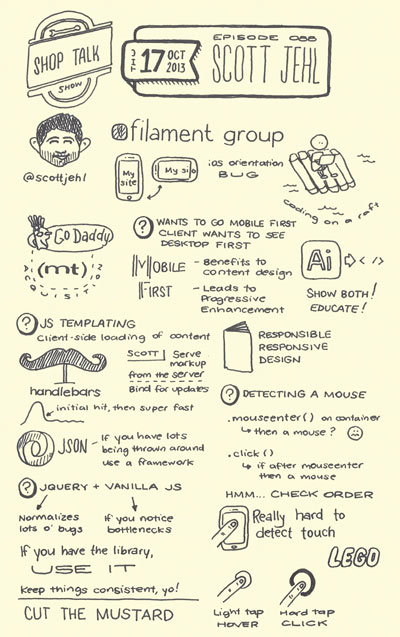 SHOP TALK
SHOW
THU 17 OCT 2013
EPISODE 088
SCOTT JEHL
@scottjehl
filament group
My site
My site
ios orientation
BUG
coding on a raft
Go Daddy
(mt)
? WANTS TO GO MOBILE FIRST
CLIENT WANTS TO SEE
DESKTOP FIRST
MOBILE - Benefits to
content design
FIRST - Leads to
Progressive
Enhancement
Ai </>
SHOW BOTH!
EDUCATE!
? JS TEMPLATING
Client-side loading of content
handlebars
SCOTT Serve
markup
from the server
Bind for updates
initial hit, then super fast
JSON - If you have lots
being thrown around
use a framework
? JQUERY + VANILLA JS
Normalizes
lots o' bugs
If you notice
bottlenecks
If you have the library,
USE IT
Keep things consistent, yo!
CUT THE MUSTARD
RESPONSIBLE
RESPONSIVE
DESIGN
? DETECTING A MOUSE
.mouseenter() on container
then a mouse?
.click()
if after mouseenter
then a mouse
HMM... CHECK ORDER
Really hard to
detect touch
LEGO
Light tap
HOVER
Hard tap
CLICK